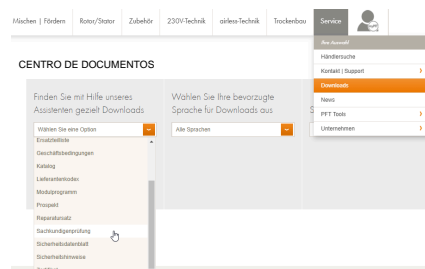 Mischen | Fördern Rotor/Stator Zubehör 230V-Technik airless-Technik Trockenbau Service
Ihre Auswahl
Händlersuche
Kontakt | Support
Downloads
News
PFT Tools
Unternehmen
CENTRO DE DOCUMENTOS
Finden Sie mit Hilfe unseres
Assistenten gezielt Downloads
Wählen Sie Ihre bevorzugte
Sprache für Downloads aus
S
Wählen Sie eine Option
Alle Sprachen
Ersatzteilliste
Geschäftsbedingungen
Katalog
Lieferantenkodex
Modulprogramm
Prospekt
Reparatursatz
Sachkundigenprüfung
Sicherheitsdatenblatt
Sicherheitshinweise